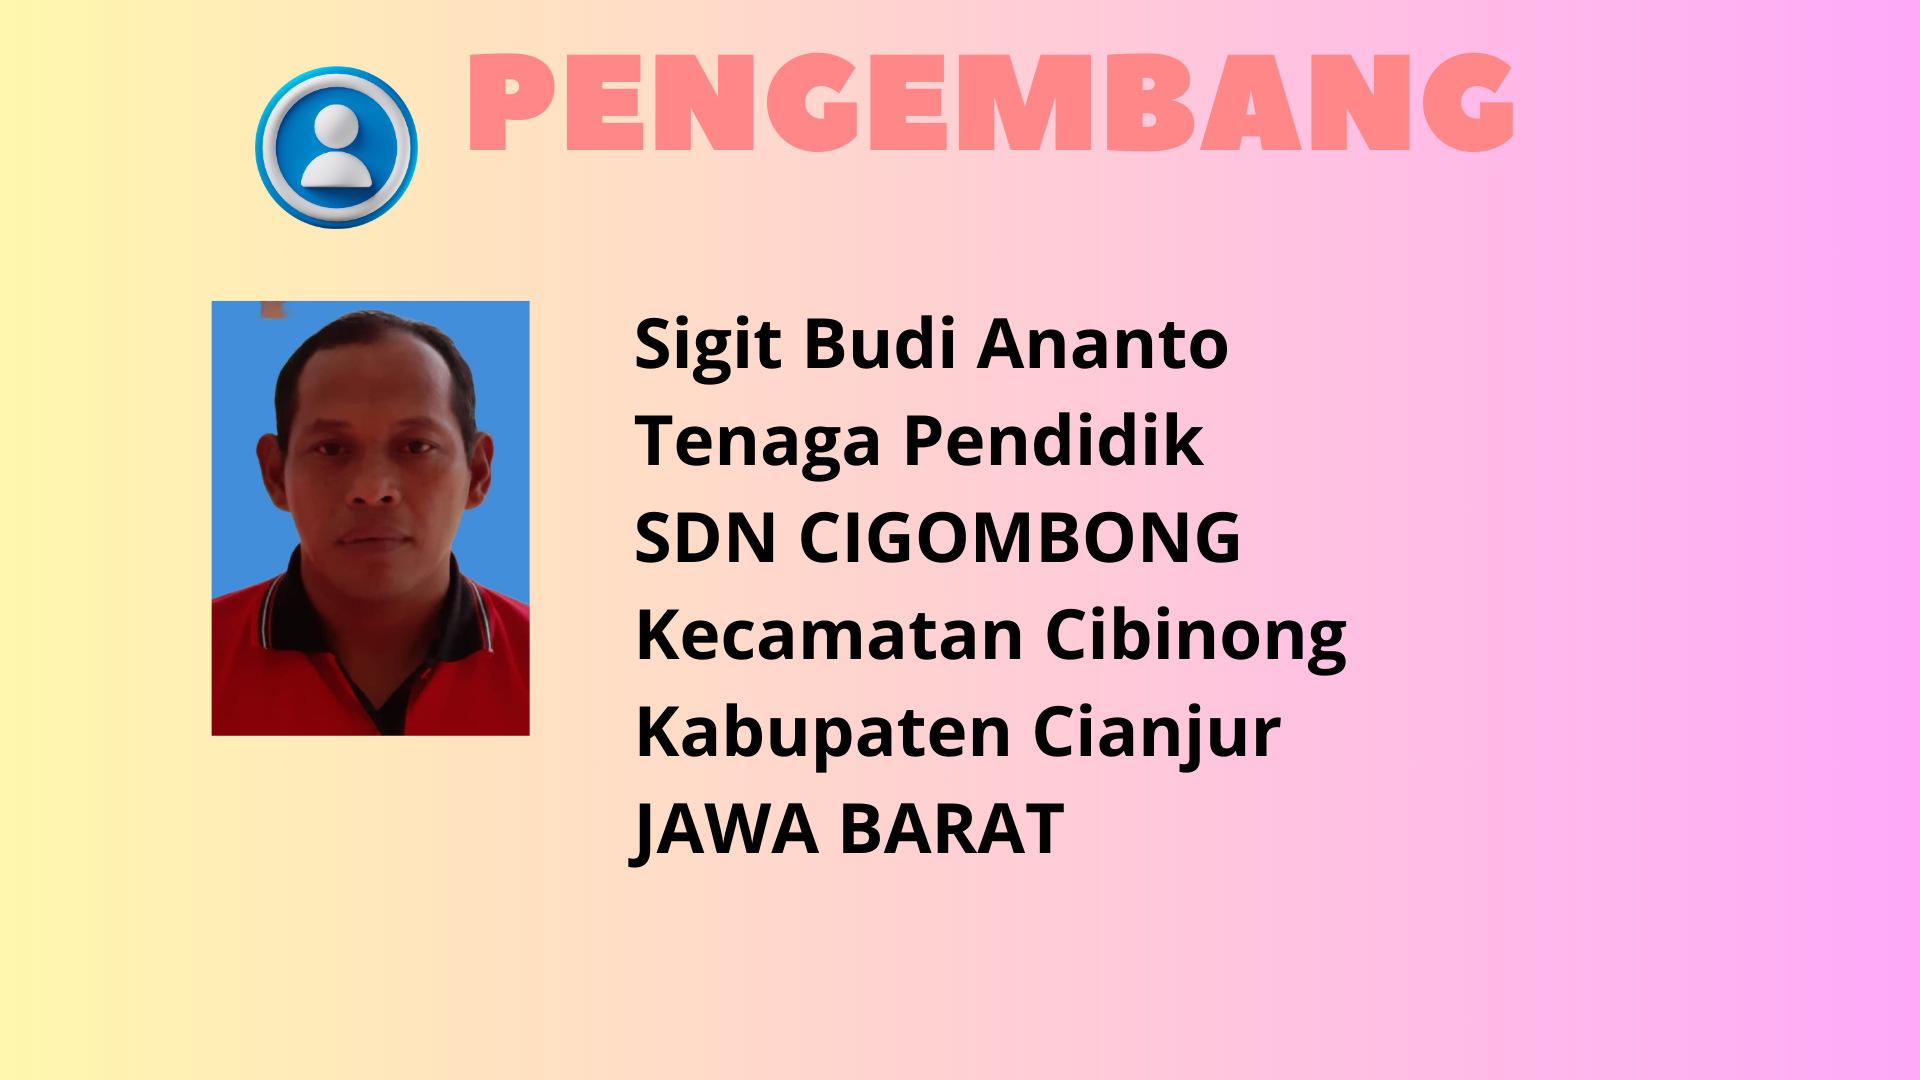 PENGEMBANG
Sigit Budi Ananto
Tenaga Pendidik
SDN CIGOMBONG
Kecamatan Cibinong
Kabupaten Cianjur
JAWA BARAT